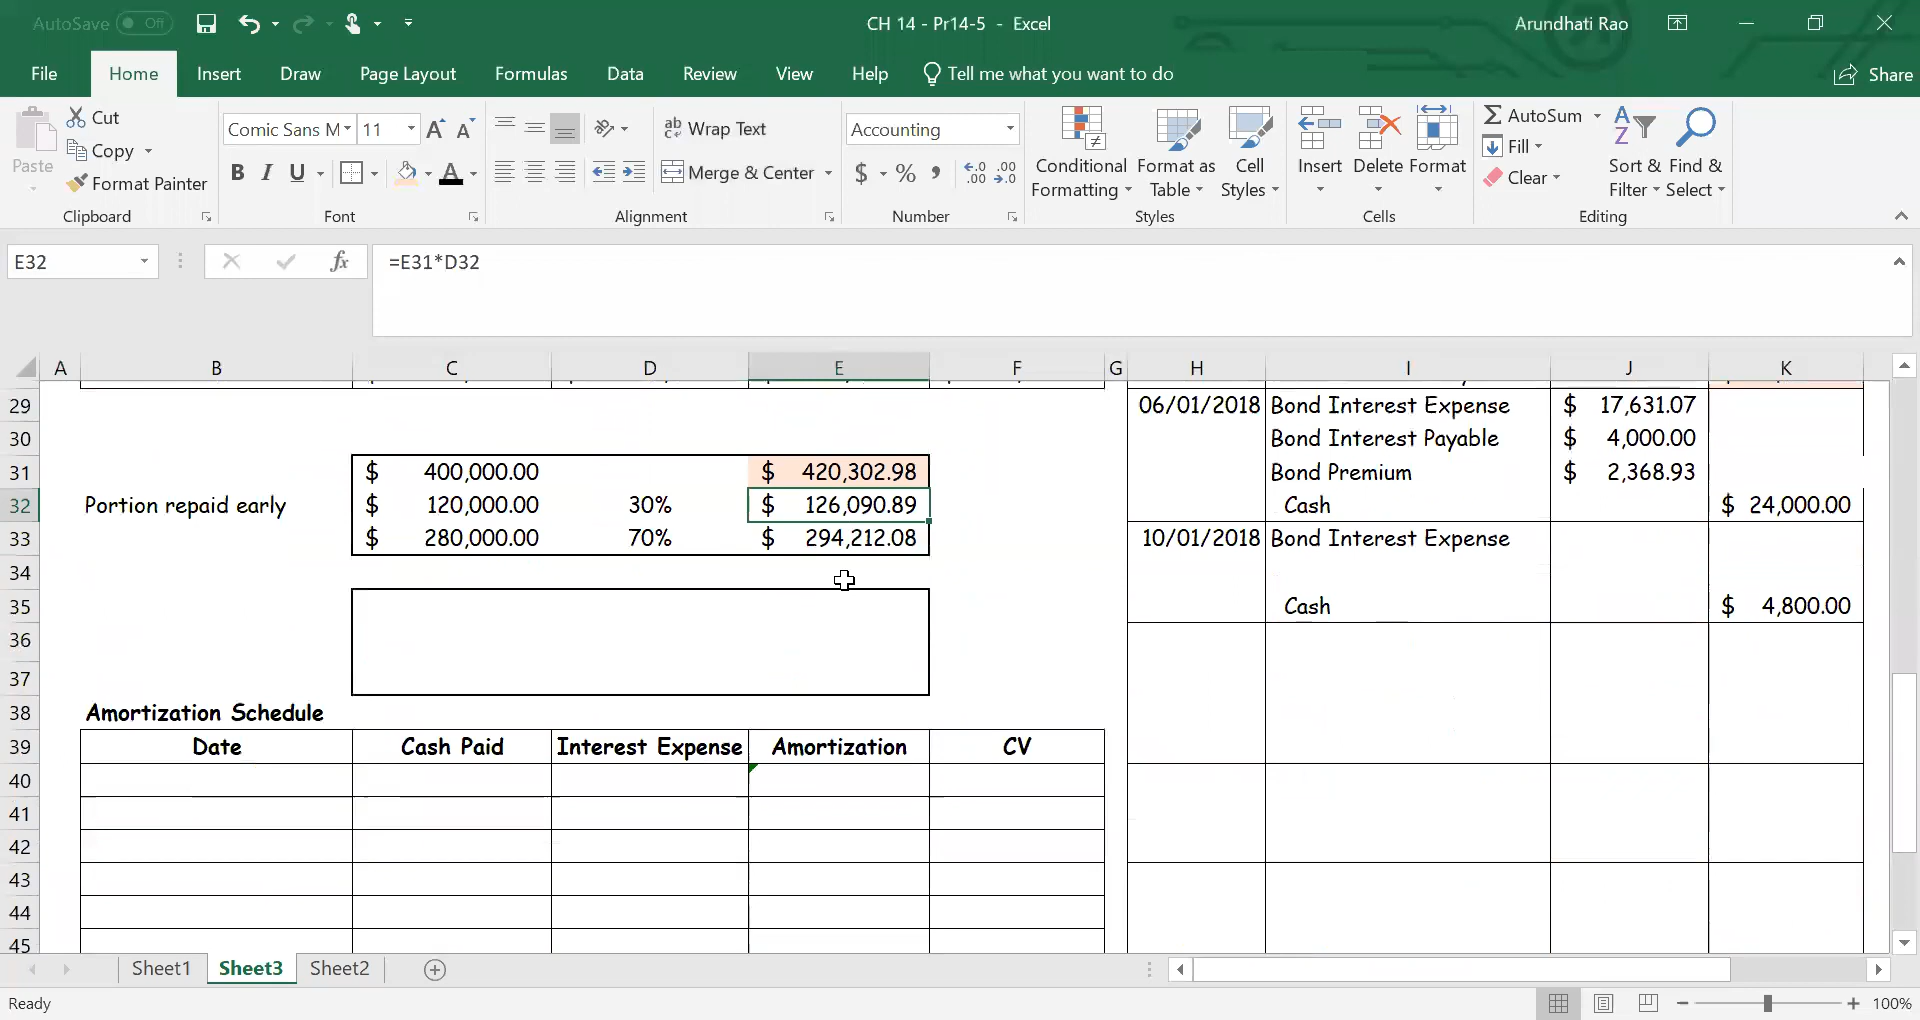 AutoSave Off
CH 14 - Pr14-5 - Excel
Arundhati Rao
File Home Insert Draw Page Layout Formulas Data Review View Help Tell me what you want to do Share
Paste
Cut
Copy
Format Painter
Clipboard
Comic Sans M 11
B I U
Font
Wrap Text
Merge & Center
Alignment
Accounting
$ % ,
Number
Conditional Formatting
Format as Table
Cell Styles
Styles
Insert Delete Format
Cells
AutoSum
Fill
Clear
Sort & Filter
Find & Select
Editing
E32
fx
=E31*D32
A B C D E F G H I J K
29 06/01/2018 Bond Interest Expense $ 17,631.07
30 Bond Interest Payable $ 4,000.00
31 $ 400,000.00 $ 420,302.98 Bond Premium $ 2,368.93
32 Portion repaid early $ 120,000.00 30% $ 126,090.89 Cash $ 24,000.00
33 $ 280,000.00 70% $ 294,212.08 10/01/2018 Bond Interest Expense
34
35 Cash $ 4,800.00
36
37
38 Amortization Schedule
39 Date Cash Paid Interest Expense Amortization CV
40
41
42
43
44
45
Sheet1 Sheet3 Sheet2
Ready
100%